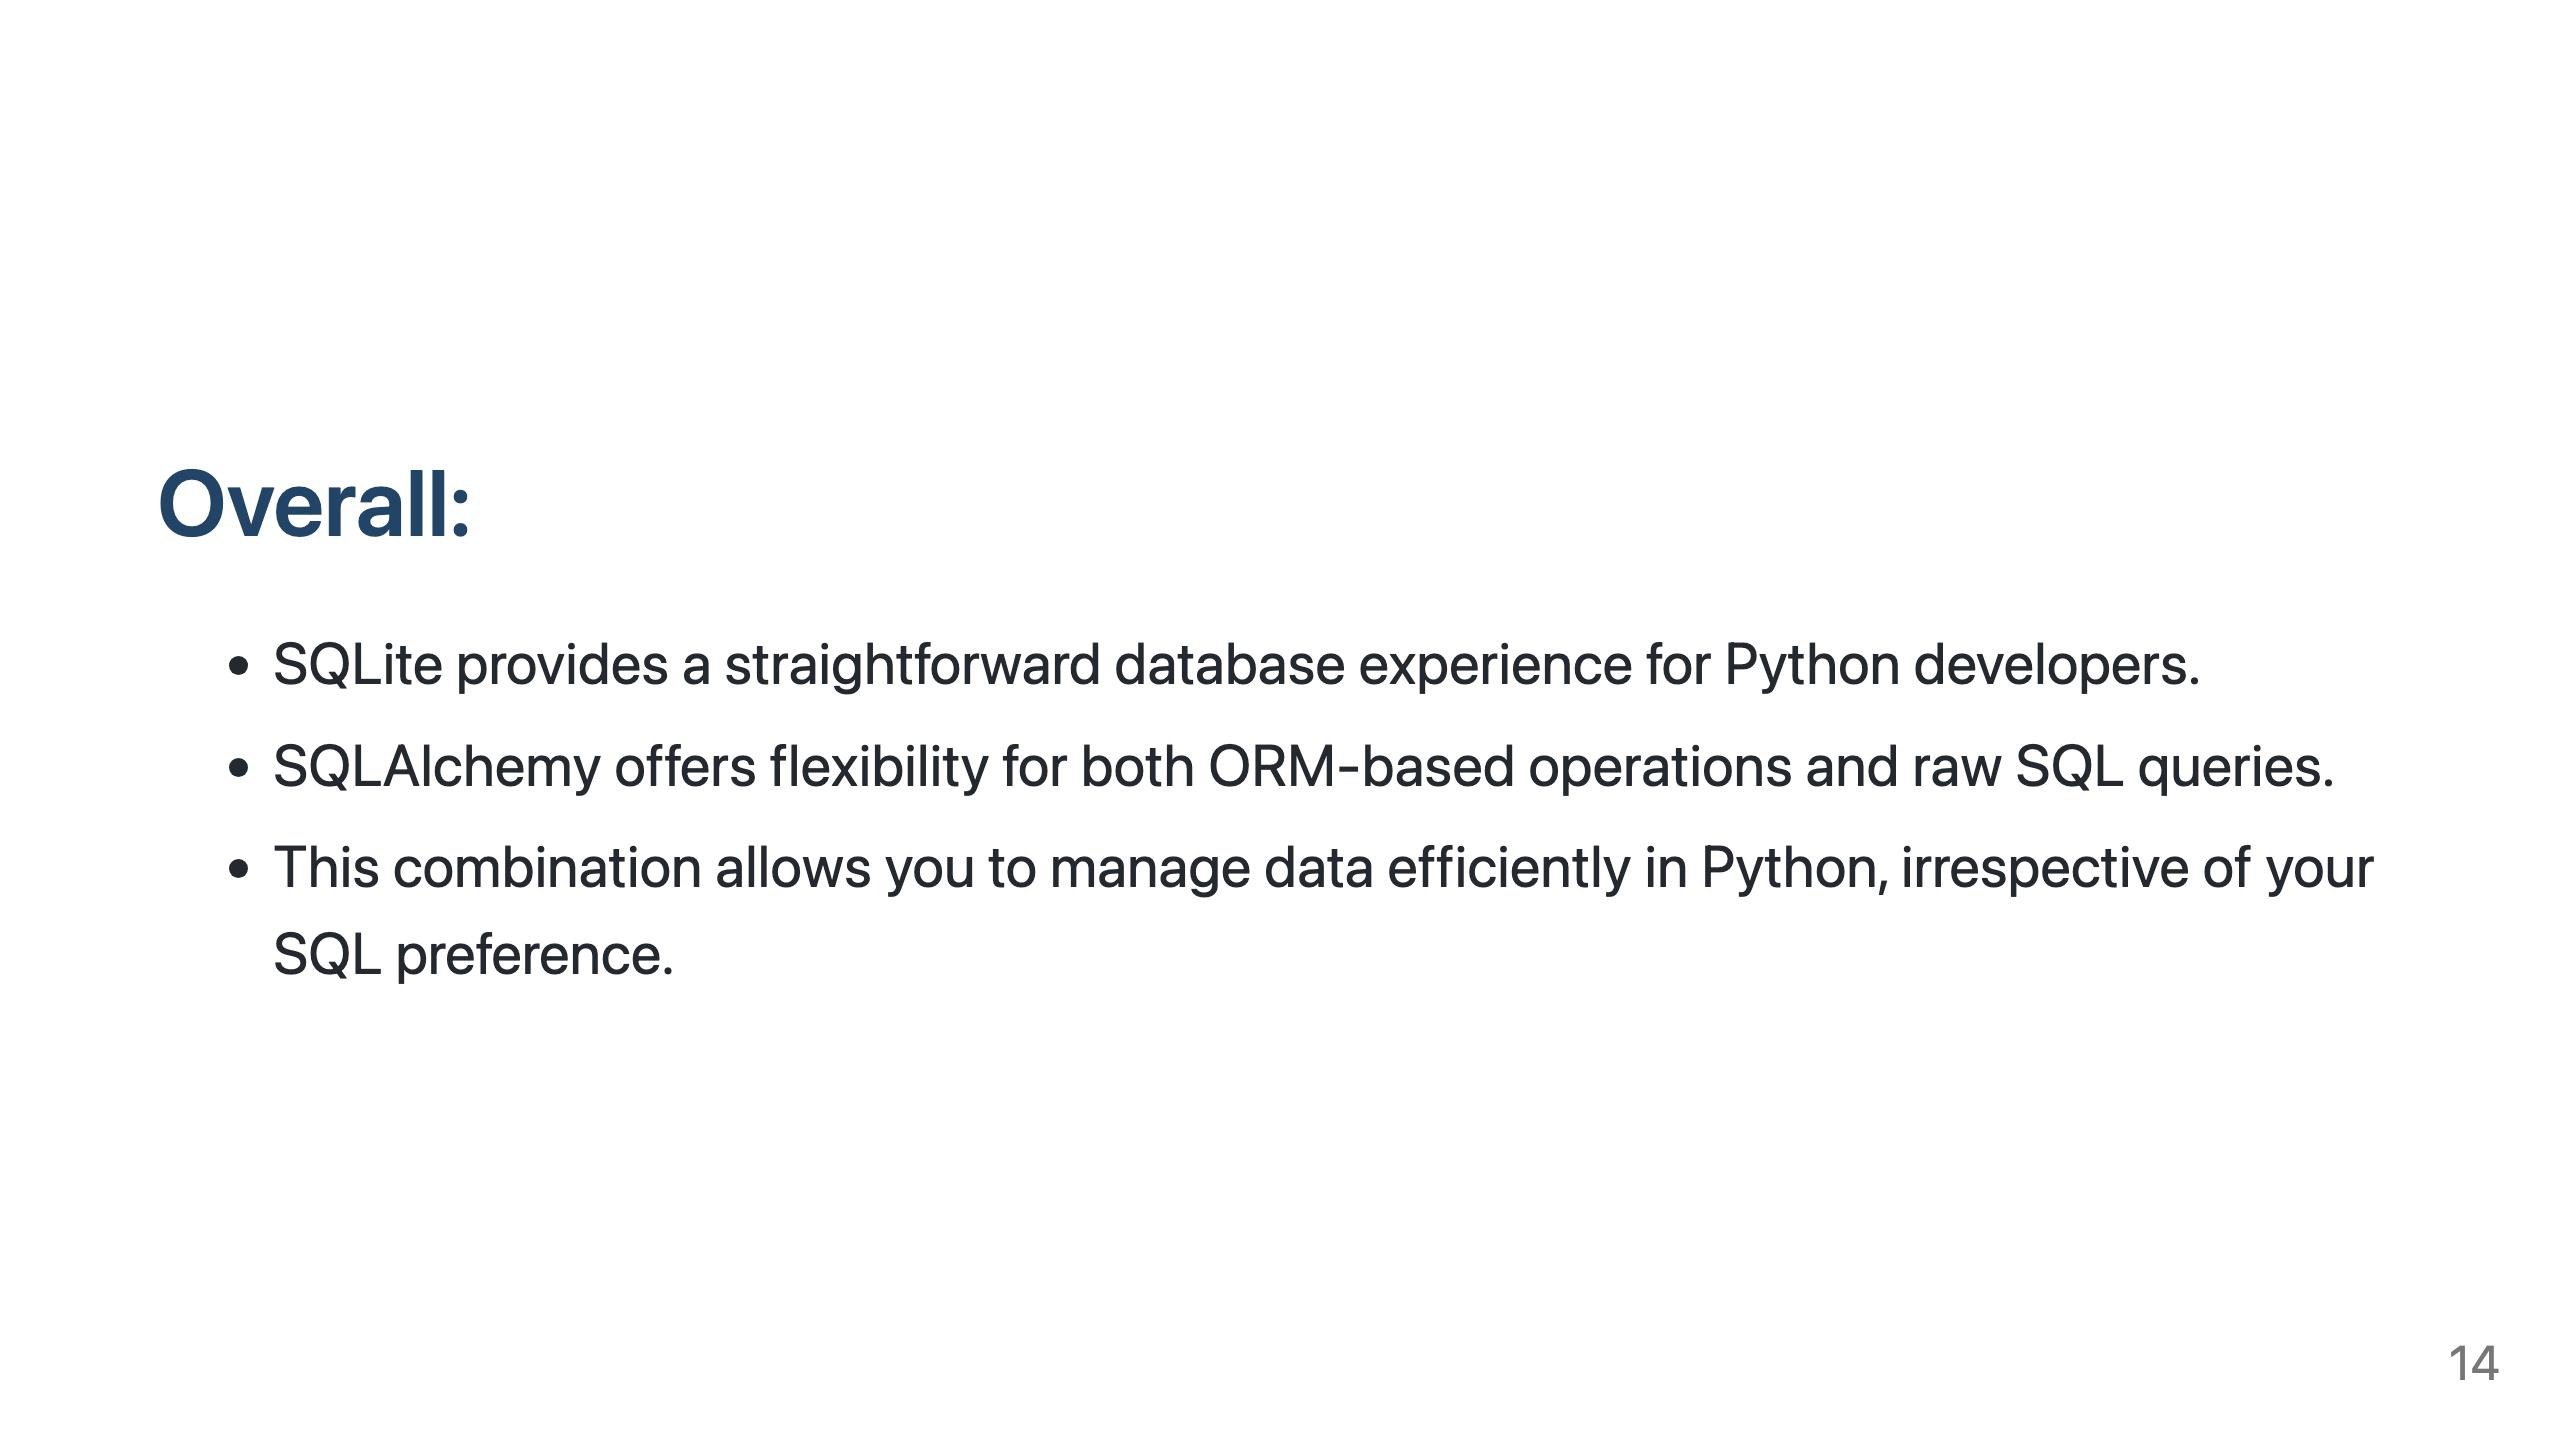 Overall:
• SQLite provides a straightforward database experience for Python developers.
• SQLAlchemy offers flexibility for both ORM-based operations and raw SQL queries.
• This combination allows you to manage data efficiently in Python, irrespective of your
SQL preference.
14